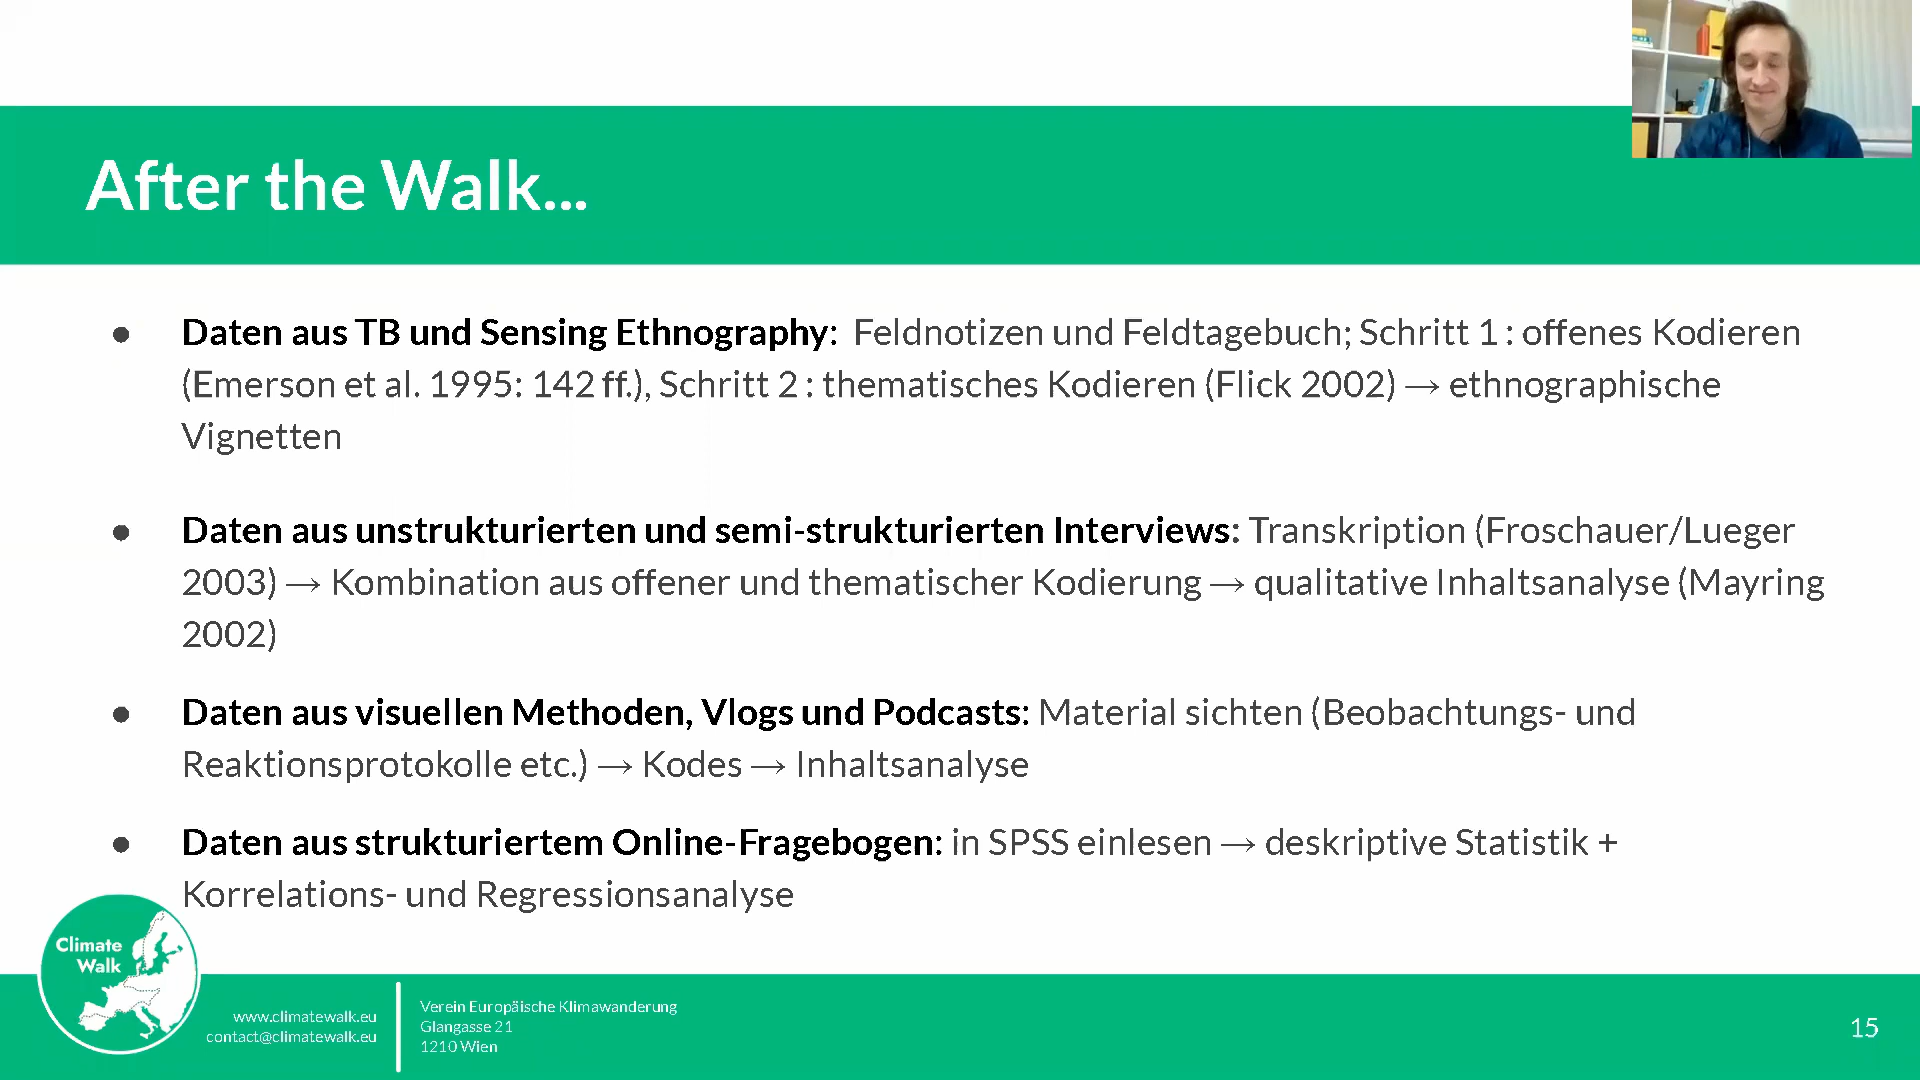 After the Walk...
● Daten aus TB und Sensing Ethnography: Feldnotizen und Feldtagebuch; Schritt 1 : offenes Kodieren
(Emerson et al. 1995: 142 ff.), Schritt 2 : thematisches Kodieren (Flick 2002) → ethnographische
Vignetten
● Daten aus unstrukturierten und semi-strukturierten Interviews: Transkription (Froschauer/Lueger
2003) → Kombination aus offener und thematischer Kodierung → qualitative Inhaltsanalyse (Mayring
2002)
● Daten aus visuellen Methoden, Vlogs und Podcasts: Material sichten (Beobachtungs- und
Reaktionsprotokolle etc.) → Kodes → Inhaltsanalyse
● Daten aus strukturiertem Online-Fragebogen: in SPSS einlesen → deskriptive Statistik +
Korrelations- und Regressionsanalyse
Climate
Walk
www.climatewalk.eu
contact@climatewalk.eu
Verein Europäische Klimawanderung
Glangasse 21
1210 Wien
15